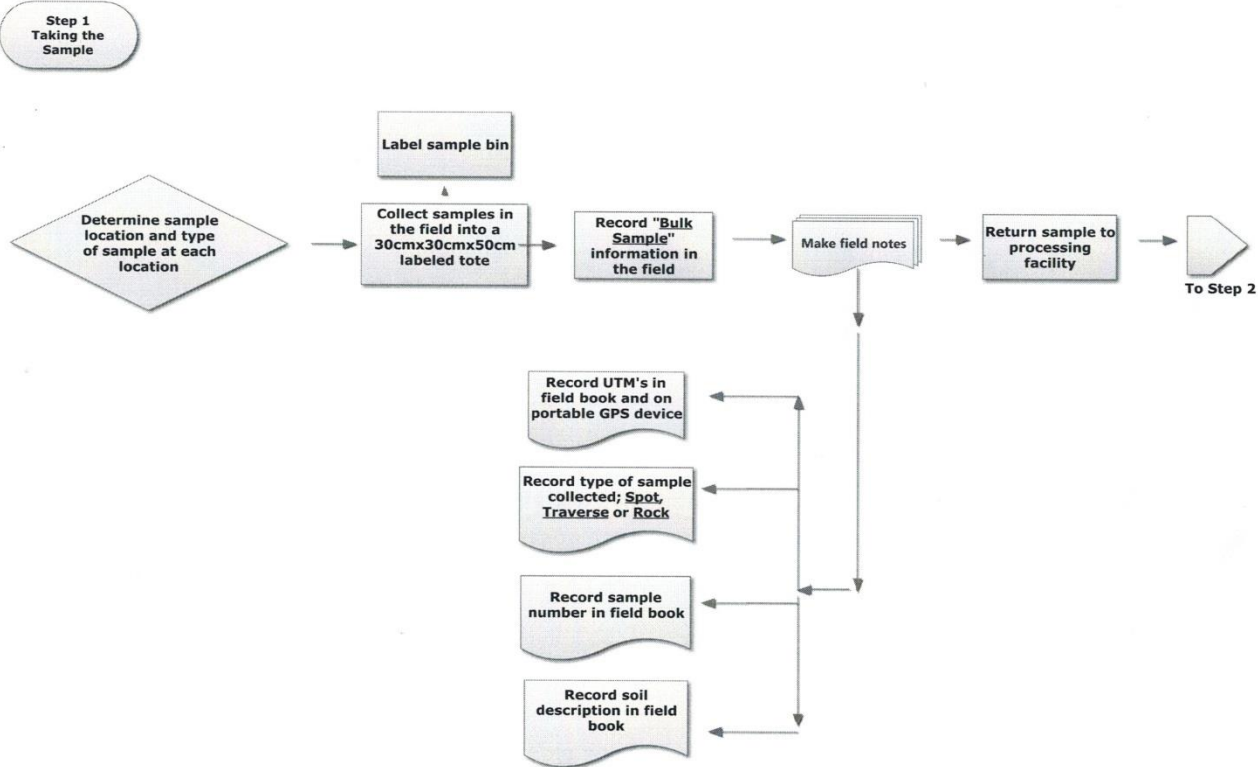 Step 1
Taking the
Sample
Label sample bin
Determine sample
location and type
of sample at each
location
Collect samples in
the field into a
30cmx30cmx50cm
labeled tote
Record "Bulk
Sample"
information in
the field
Make field notes
Return sample to
processing
facility
To Step 2
Record UTM's in
field book and on
portable GPS device
Record type of sample
collected; Spot,
Traverse or Rock
Record sample
number in field book
Record soil
description in field
book